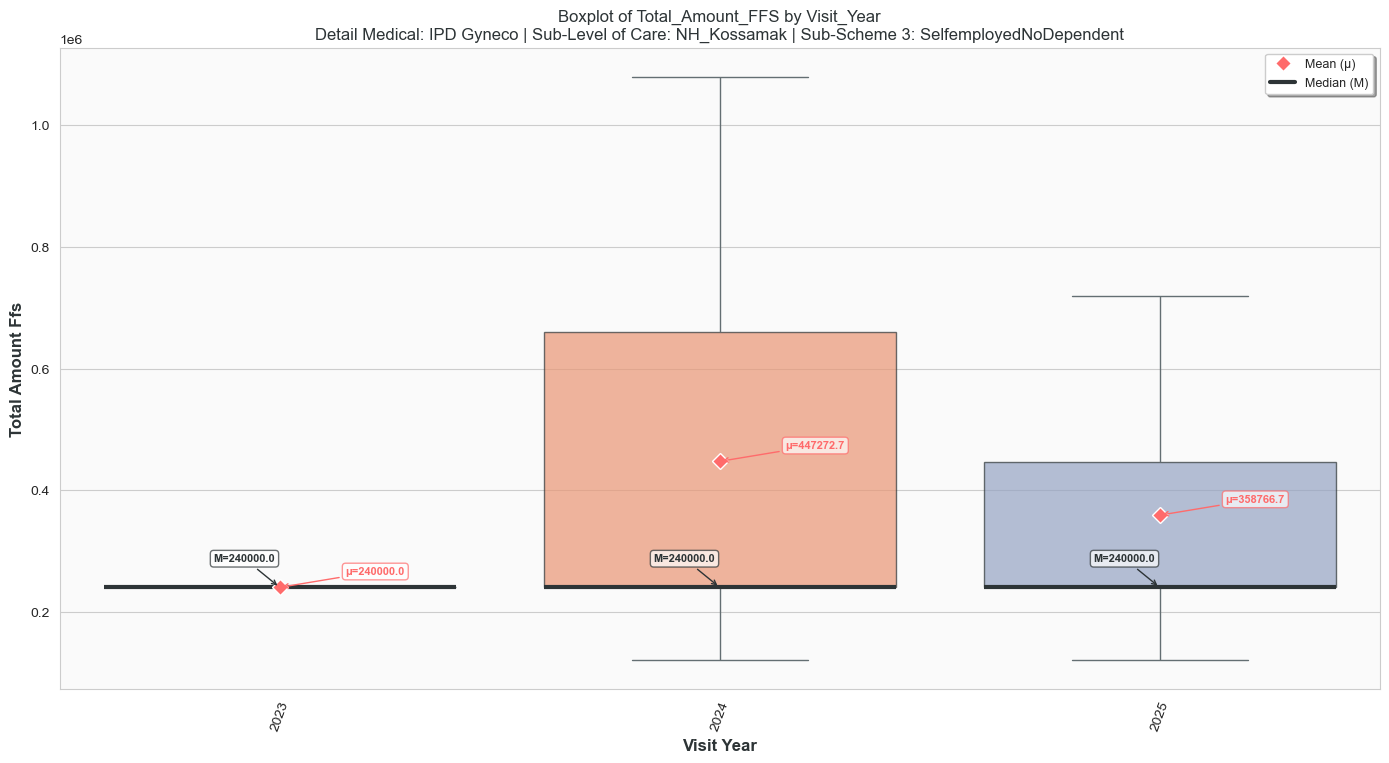 Boxplot of Total_Amount_FFS by Visit_Year
Detail Medical: IPD Gyneco | Sub-Level of Care: NH_Kossamak | Sub-Scheme 3: SelfemployedNoDependent
1e6
Mean (μ)
Median (M)
1.0
0.8
0.6
0.4
0.2
Total Amount Ffs
M=240000.0
μ=240000.0
μ=447272.7
M=240000.0
μ=358766.7
M=240000.0
2023
2024
2025
Visit Year